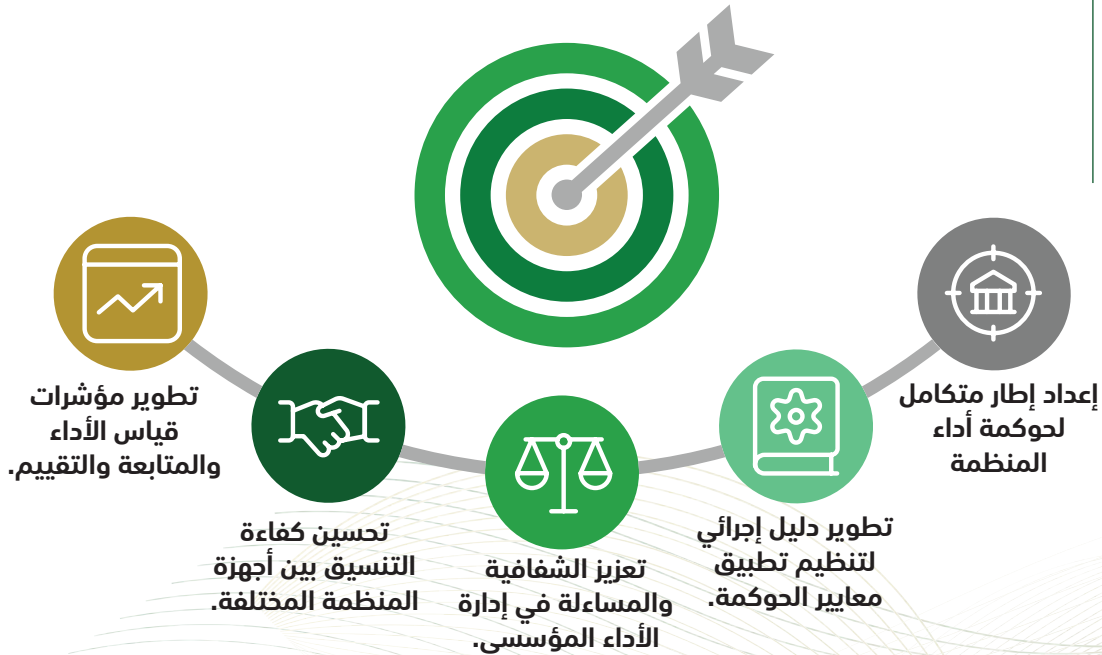 إعداد إطار متكامل
لحوكمة أداء
المنظمة
تطوير دليل إجرائي
لتنظيم تطبيق
معايير الحوكمة.
تعزيز الشفافية
والمساءلة في إدارة
الأداء المؤسسي.
تحسين كفاءة
التنسيق بين أجهزة
المنظمة المختلفة.
تطوير مؤشرات
قياس الأداء
والمتابعة والتقييم.